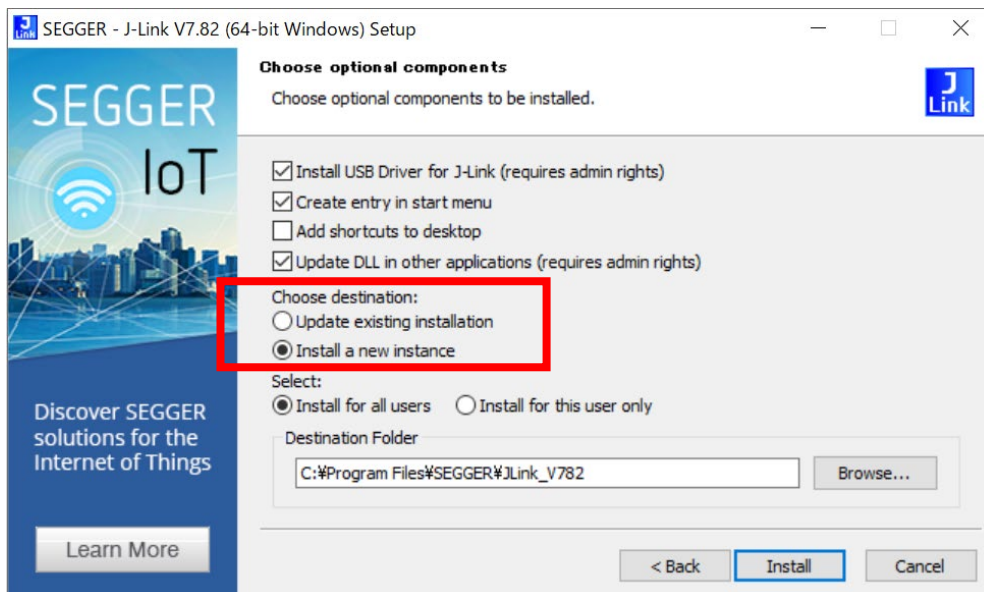 J
Link
SEGGER - J-Link V7.82 (64-bit Windows) Setup
SEGGER
IoT
Discover SEGGER
solutions for the
Internet of Things
Learn More
Choose optional components
Choose optional components to be installed.
J
Link
Install USB Driver for J-Link (requires admin rights)
Create entry in start menu
Add shortcuts to desktop
Update DLL in other applications (requires admin rights)
Choose destination:
Update existing installation
Install a new instance
Select:
Install for all users Install for this user only
Destination Folder
C:¥Program Files¥SEGGER¥JLink_V782
Browse...
< Back Install Cancel